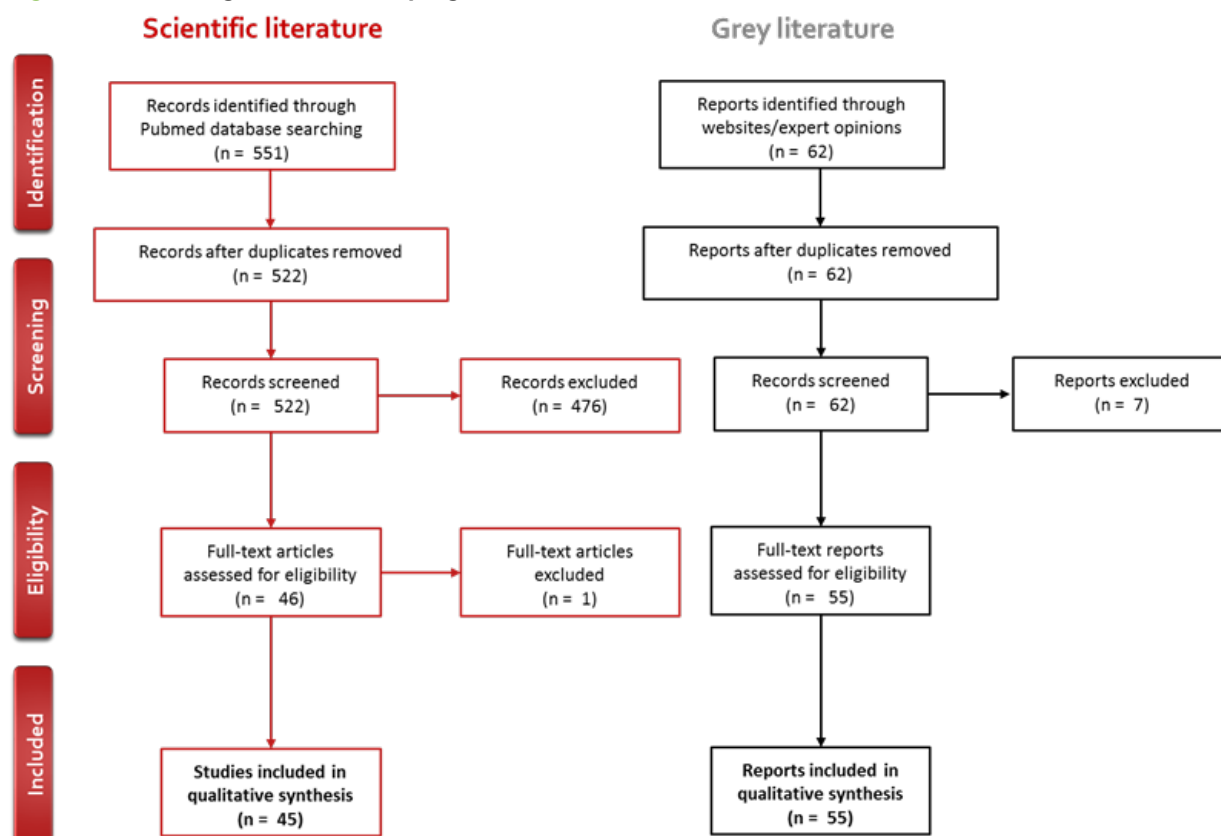 Scientific literature
Grey literature
Identification
Records identified through
Pubmed database searching
(n = 551)
Reports identified through
websites/expert opinions
(n = 62)
Records after duplicates removed
(n = 522)
Reports after duplicates removed
(n = 62)
Screening
Records screened
(n = 522)
Records excluded
(n = 476)
Records screened
(n = 62)
Reports excluded
(n = 7)
Eligibility
Full-text articles
assessed for eligibility
(n = 46)
Full-text articles
excluded
(n = 1)
Full-text reports
assessed for eligibility
(n = 55)
Included
Studies included in
qualitative synthesis
(n = 45)
Reports included in
qualitative synthesis
(n = 55)